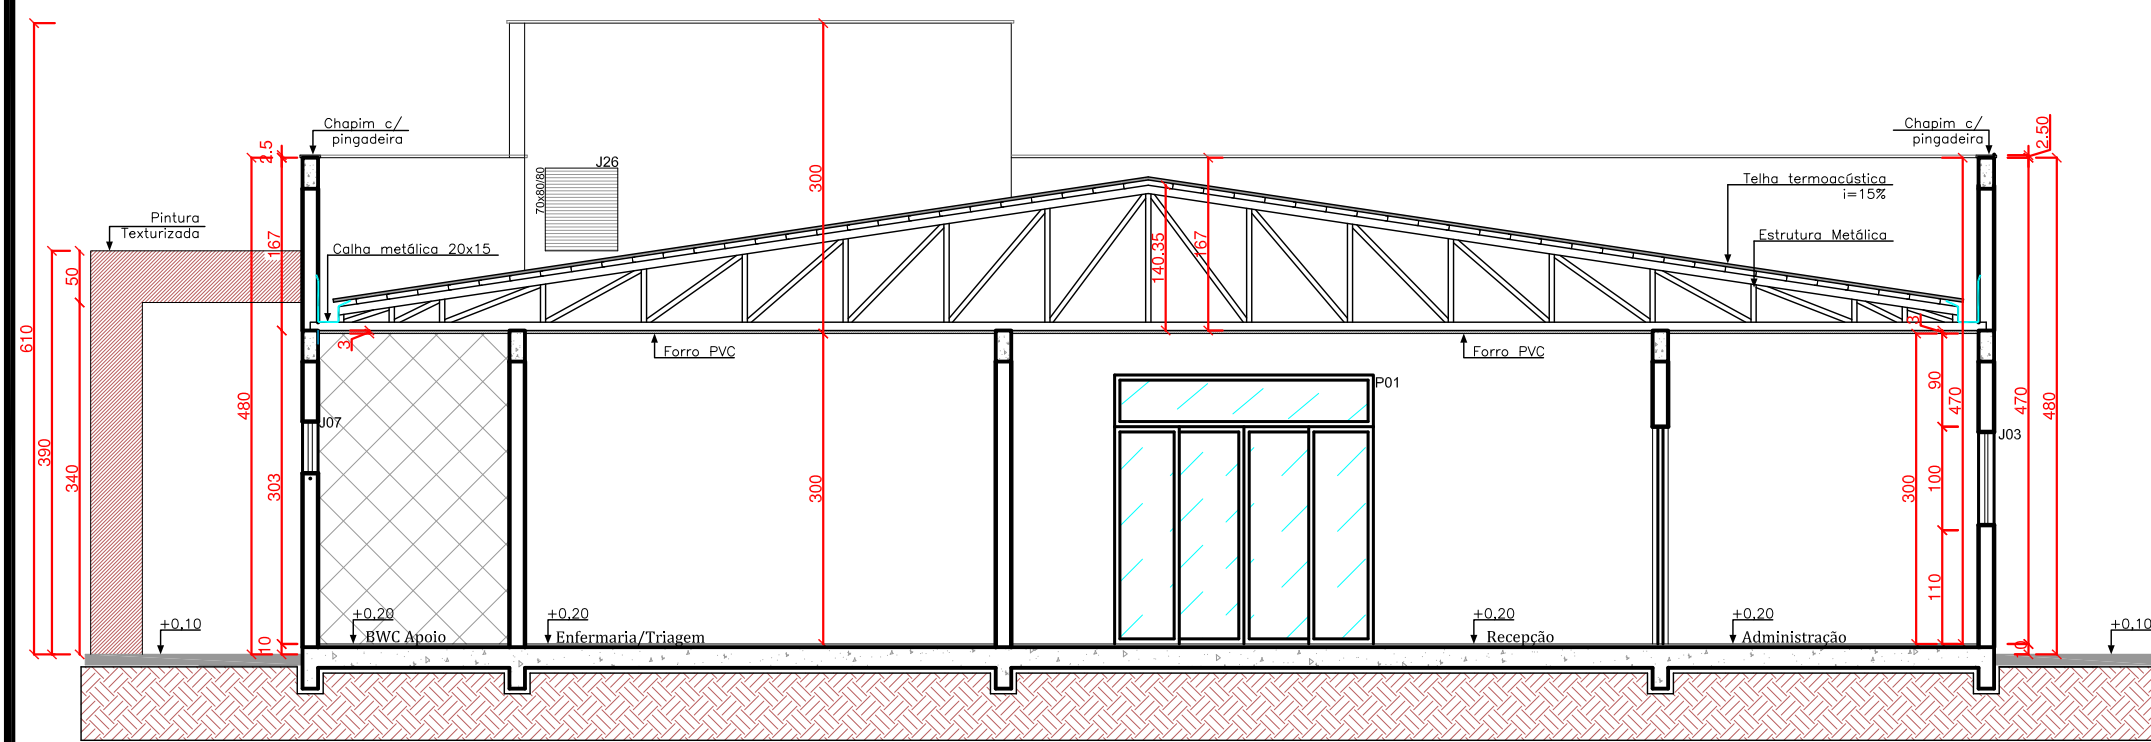 Chapim c/
pingadeira
2.5
J26
70x80/80
300
Chapim c/
pingadeira
2.50
Telha termoacústica
i=15%
Pintura
Texturizada
167
Calha metálica 20x15
Estrutura Metálica
50
140.35
167
610
3
Forro PVC
Forro PVC
3
P01
90
470
470
480
480
J07
J03
390
340
303
300
300
100
110
+0,10
10
+0,20
BWC Apoio
+0,20
Enfermaria/Triagem
+0,20
Recepção
+0,20
Administração
10
+0,10